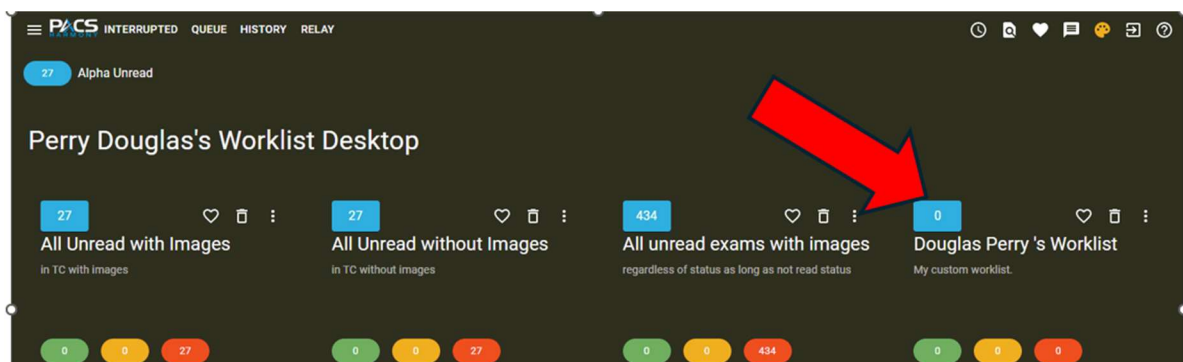 PACS HARMONY INTERRUPTED QUEUE HISTORY RELAY
27 Alpha Unread
Perry Douglas's Worklist Desktop
27 27 434 0
All Unread with Images All Unread without Images All unread exams with images Douglas Perry 's Worklist
in TC with images in TC without images regardless of status as long as not read status My custom worklist.
0 0 27 0 0 27 0 0 434 0 0 0